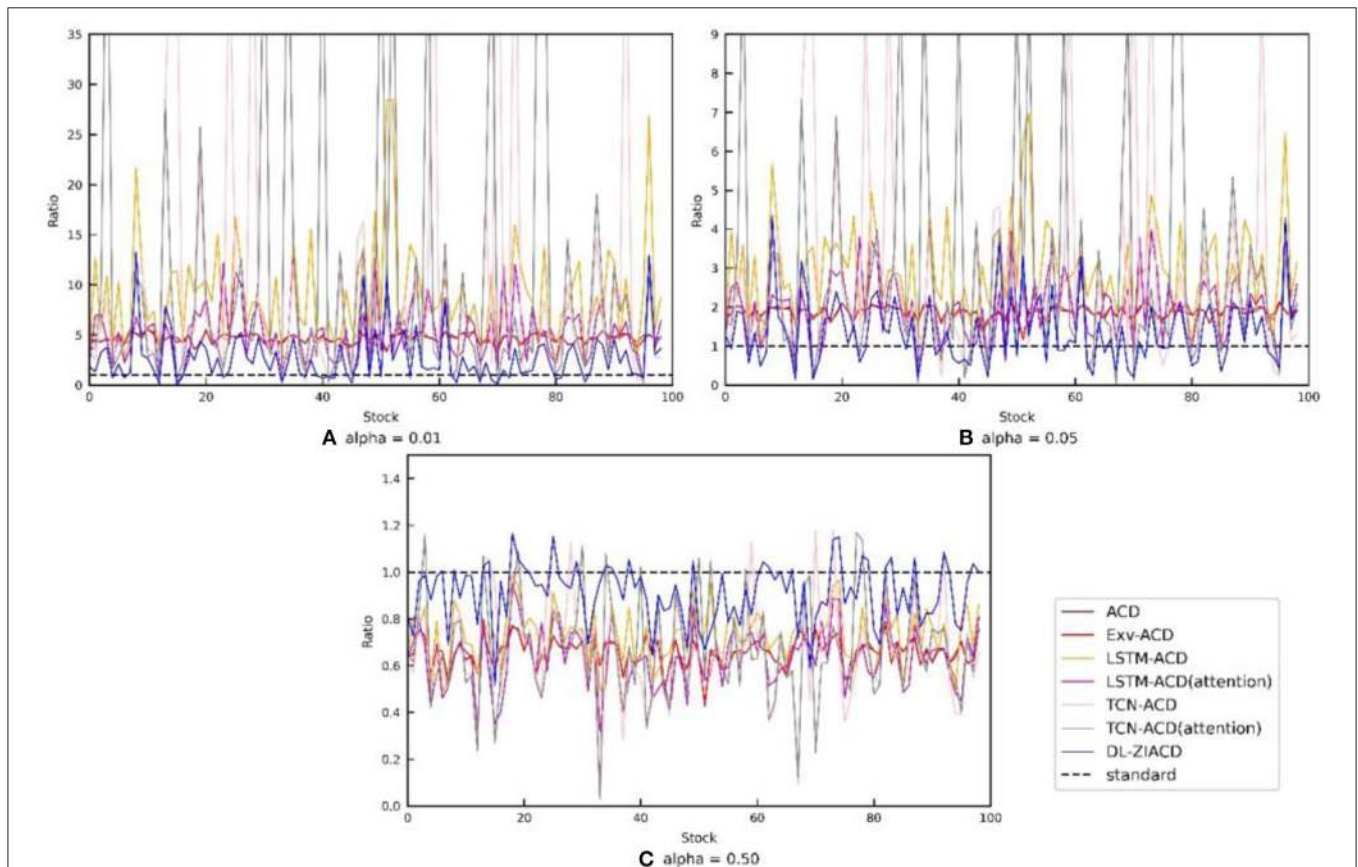 35
30
25
20
15
10
5
0
Ratio
0 20 40 60 80 100
Stock
A alpha = 0.01
9
8
7
6
5
4
3
2
1
0
Ratio
0 20 40 60 80 100
Stock
B alpha = 0.05
1.4
1.2
1.0
0.8
0.6
0.4
0.2
0.0
Ratio
0 20 40 60 80 100
Stock
C alpha = 0.50
ACD
Exv-ACD
LSTM-ACD
LSTM-ACD(attention)
TCN-ACD
TCN-ACD(attention)
DL-ZIACD
standard